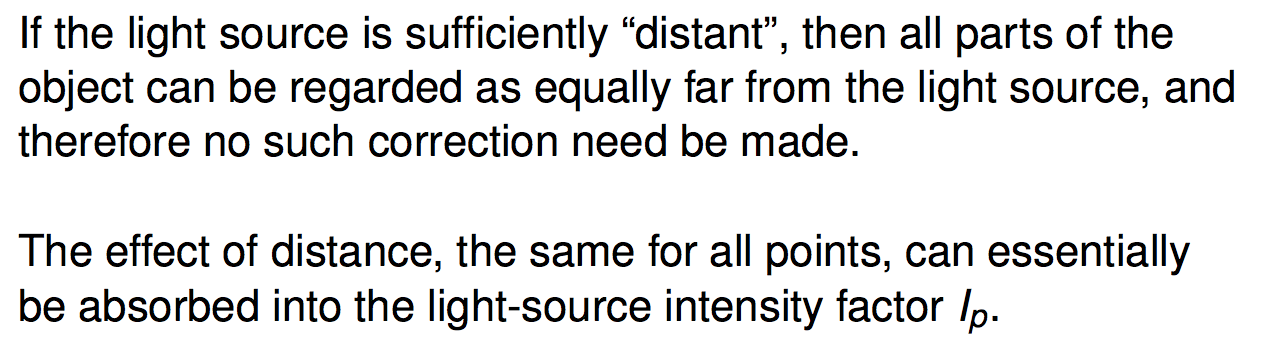 If the light source is sufficiently “distant”, then all parts of the
object can be regarded as equally far from the light source, and
therefore no such correction need be made.
The effect of distance, the same for all points, can essentially
be absorbed into the light-source intensity factor Iₚ.